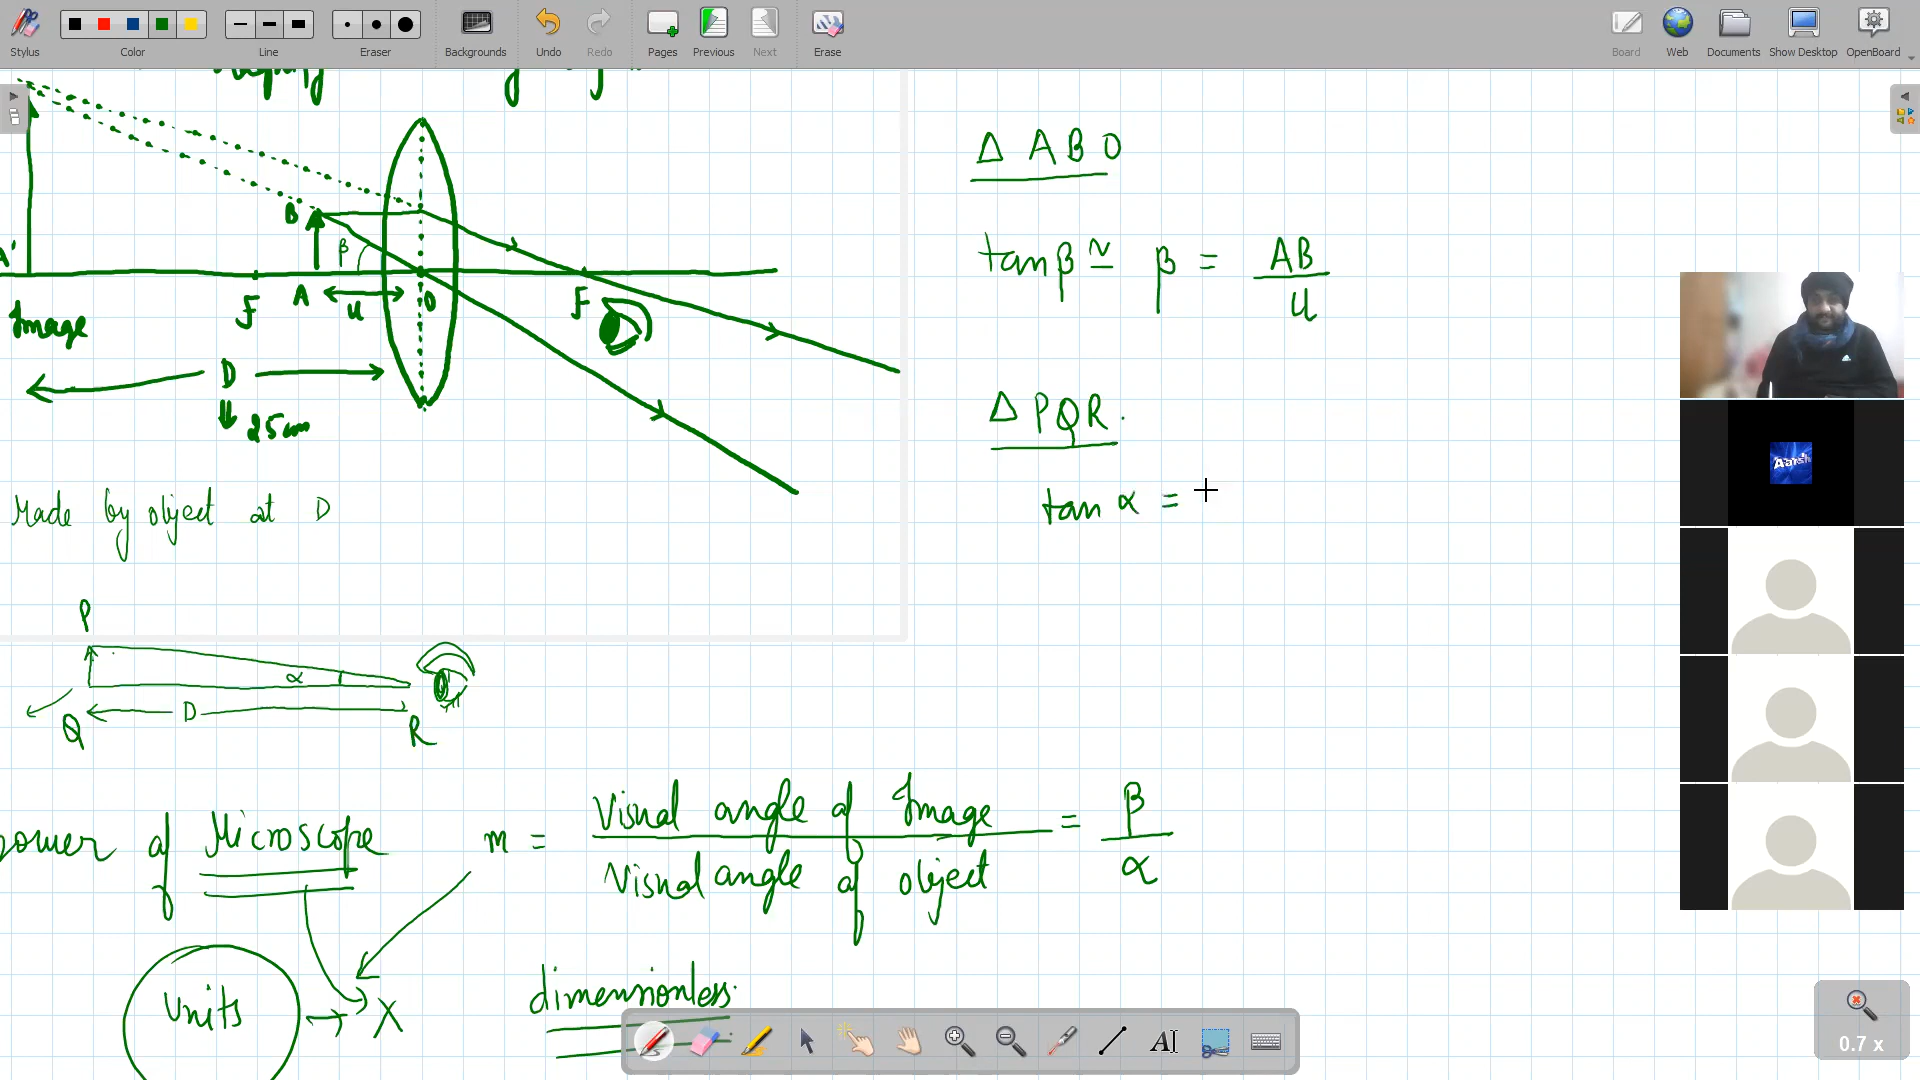 Stylus
Color
Line
Eraser
Backgrounds
Undo
Redo
Pages
Previous
Next
Erase
Board
Web
Documents
Show Desktop
OpenBoard
B
β
A'
F
A
u
O
F
Image
D
25cm
Δ ABO
tan β ≃ β = AB / u
Δ PQR.
tan α =
Made by object at D
P
α
D
Q
R
power of Microscope
m = Visual angle of Image / Visual angle of object = β / α
Units → X
dimensionless.
Aarsh
AI
0.7 x